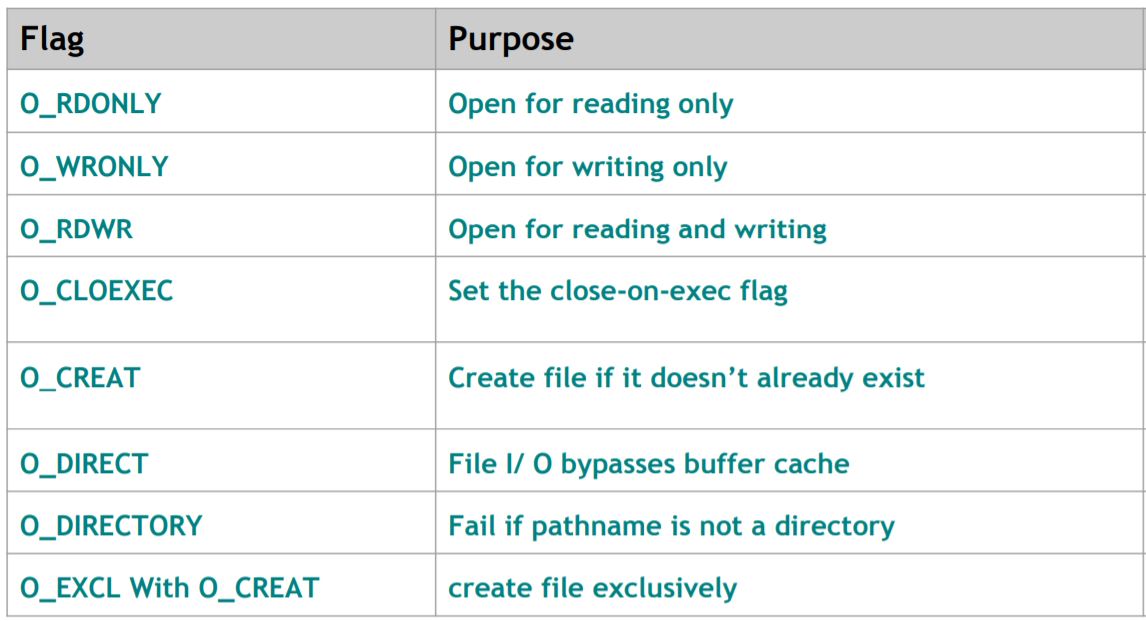 Flag Purpose
O_RDONLY Open for reading only
O_WRONLY Open for writing only
O_RDWR Open for reading and writing
O_CLOEXEC Set the close-on-exec flag
O_CREAT Create file if it doesn’t already exist
O_DIRECT File I/ O bypasses buffer cache
O_DIRECTORY Fail if pathname is not a directory
O_EXCL With O_CREAT create file exclusively